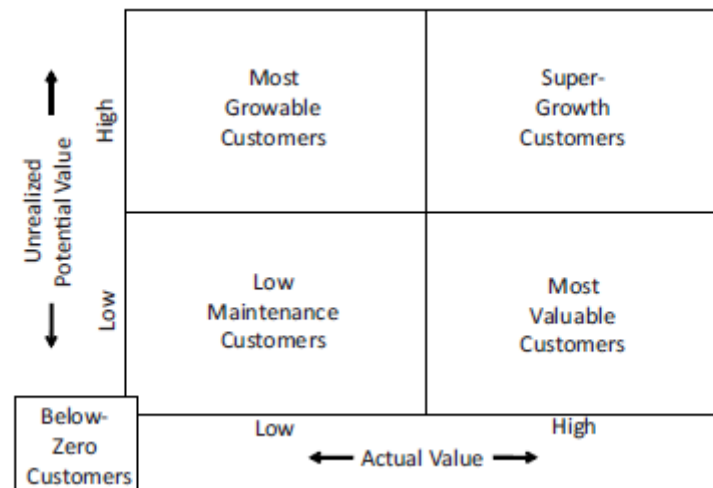 Most
Growable
Customers
Super-
Growth
Customers
High
Unrealized
Potential Value
Low
Maintenance
Customers
Most
Valuable
Customers
Low
Below-
Zero
Customers
Low
High
Actual Value